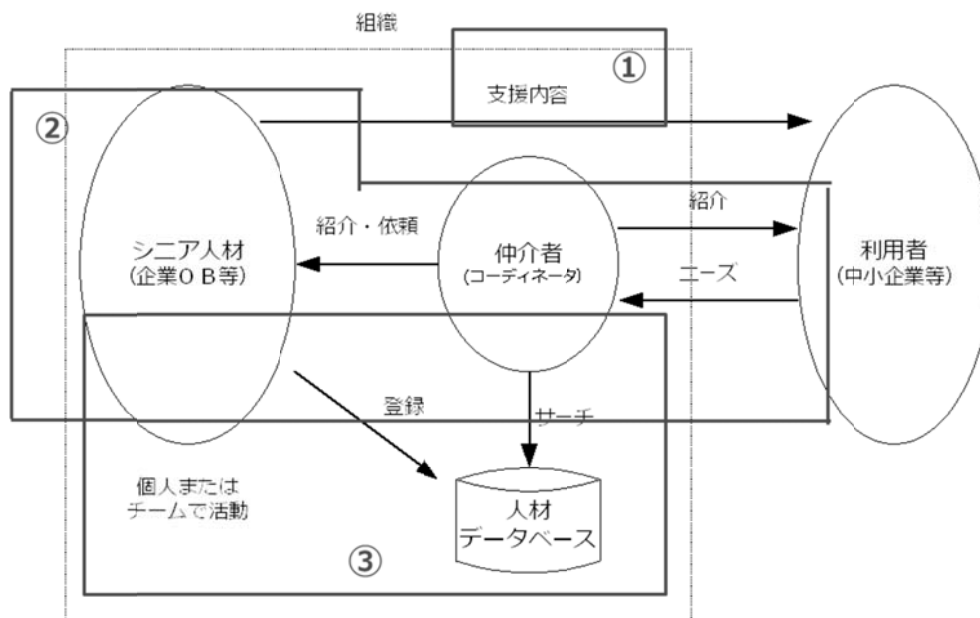 組織
①
支援内容
②
紹介
紹介・依頼
シニア人材
(企業ＯＢ等)
仲介者
(コーディネータ)
利用者
(中小企業等)
ニーズ
登録
サーチ
個人または
チームで活動
人材
データベース
③